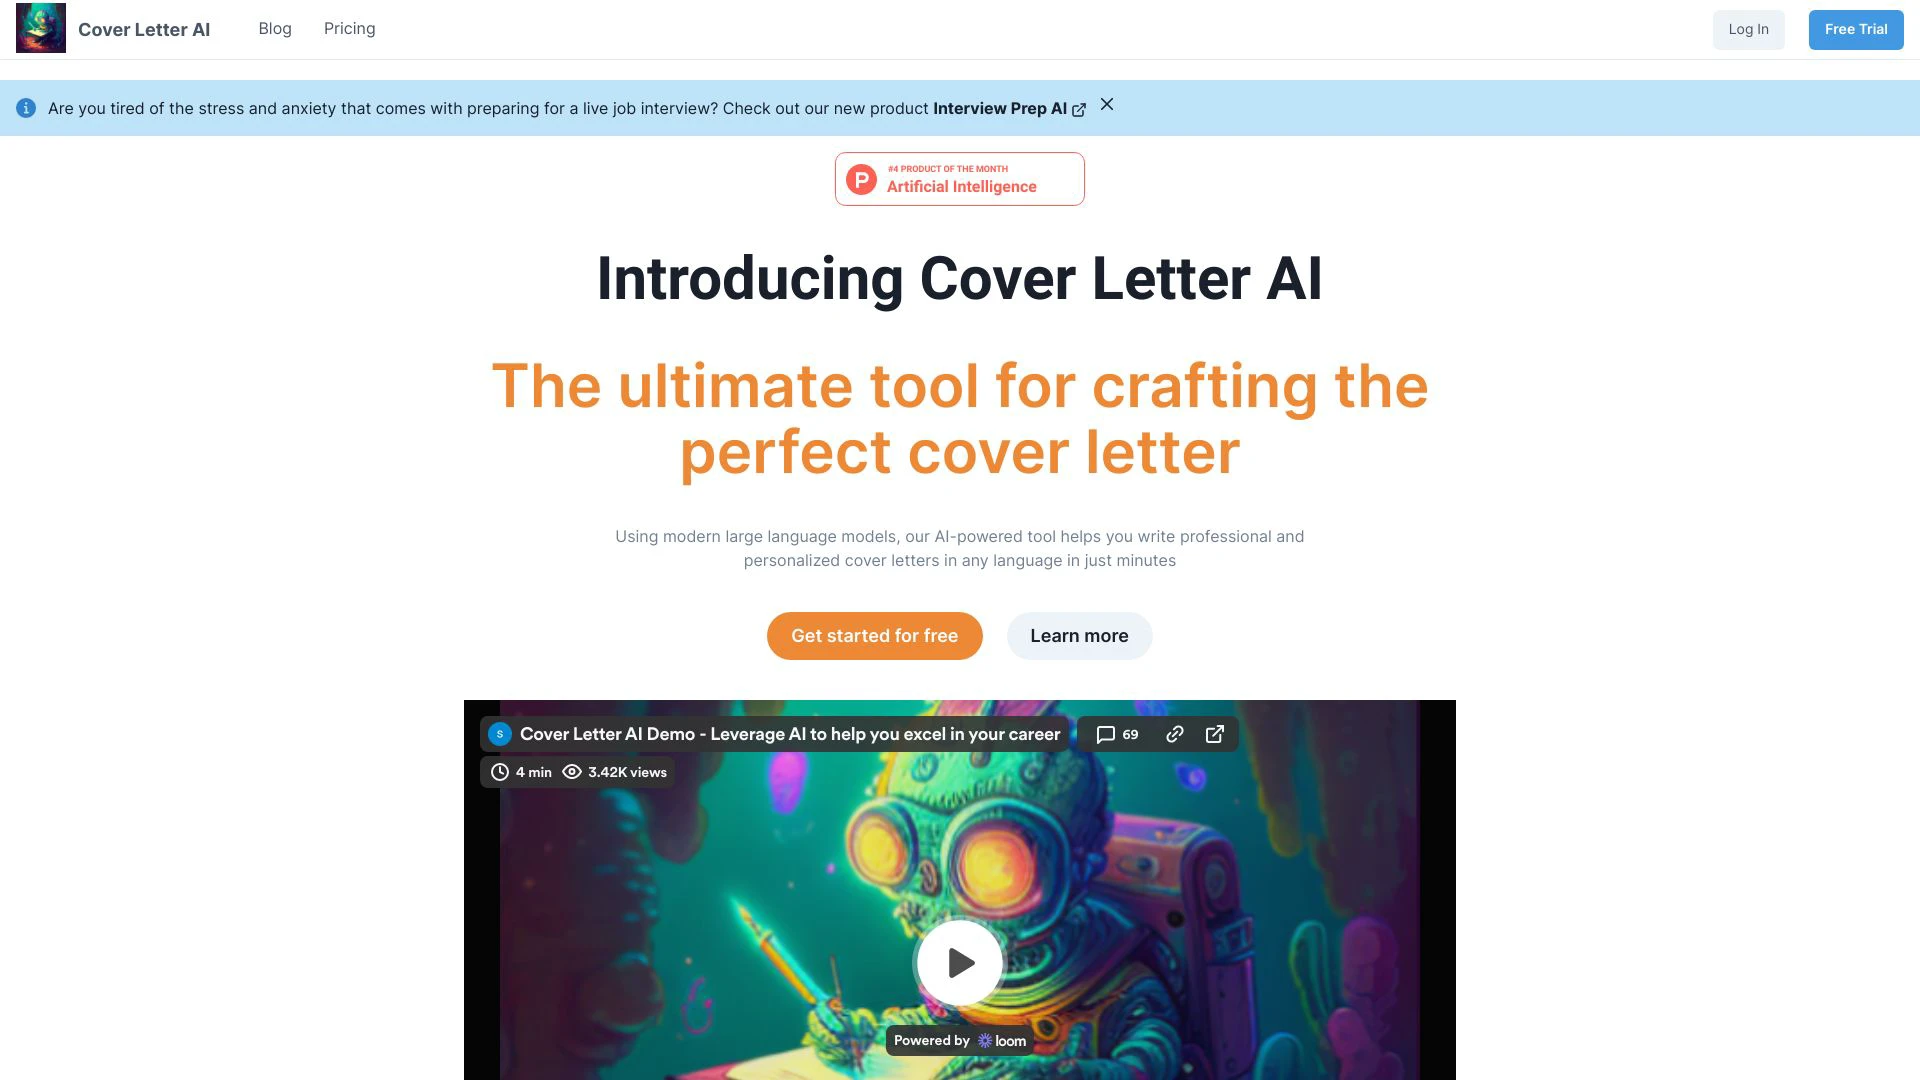 Cover Letter AI
Blog
Pricing
Log In
Free Trial
Are you tired of the stress and anxiety that comes with preparing for a live job interview? Check out our new product Interview Prep AI
#4 PRODUCT OF THE MONTH
P
Artificial Intelligence
Introducing Cover Letter AI
The ultimate tool for crafting the
perfect cover letter
Using modern large language models, our AI-powered tool helps you write professional and
personalized cover letters in any language in just minutes
Get started for free
Learn more
S
Cover Letter AI Demo - Leverage AI to help you excel in your career
69
4 min
3.42K views
Powered by loom